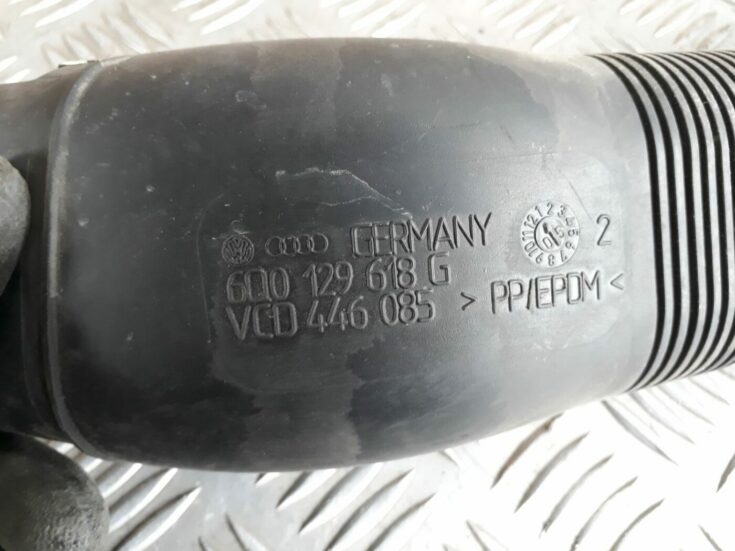 GERMANY 2
6Q0 129 618 G
VCD 446 085 > PP/EPDM <